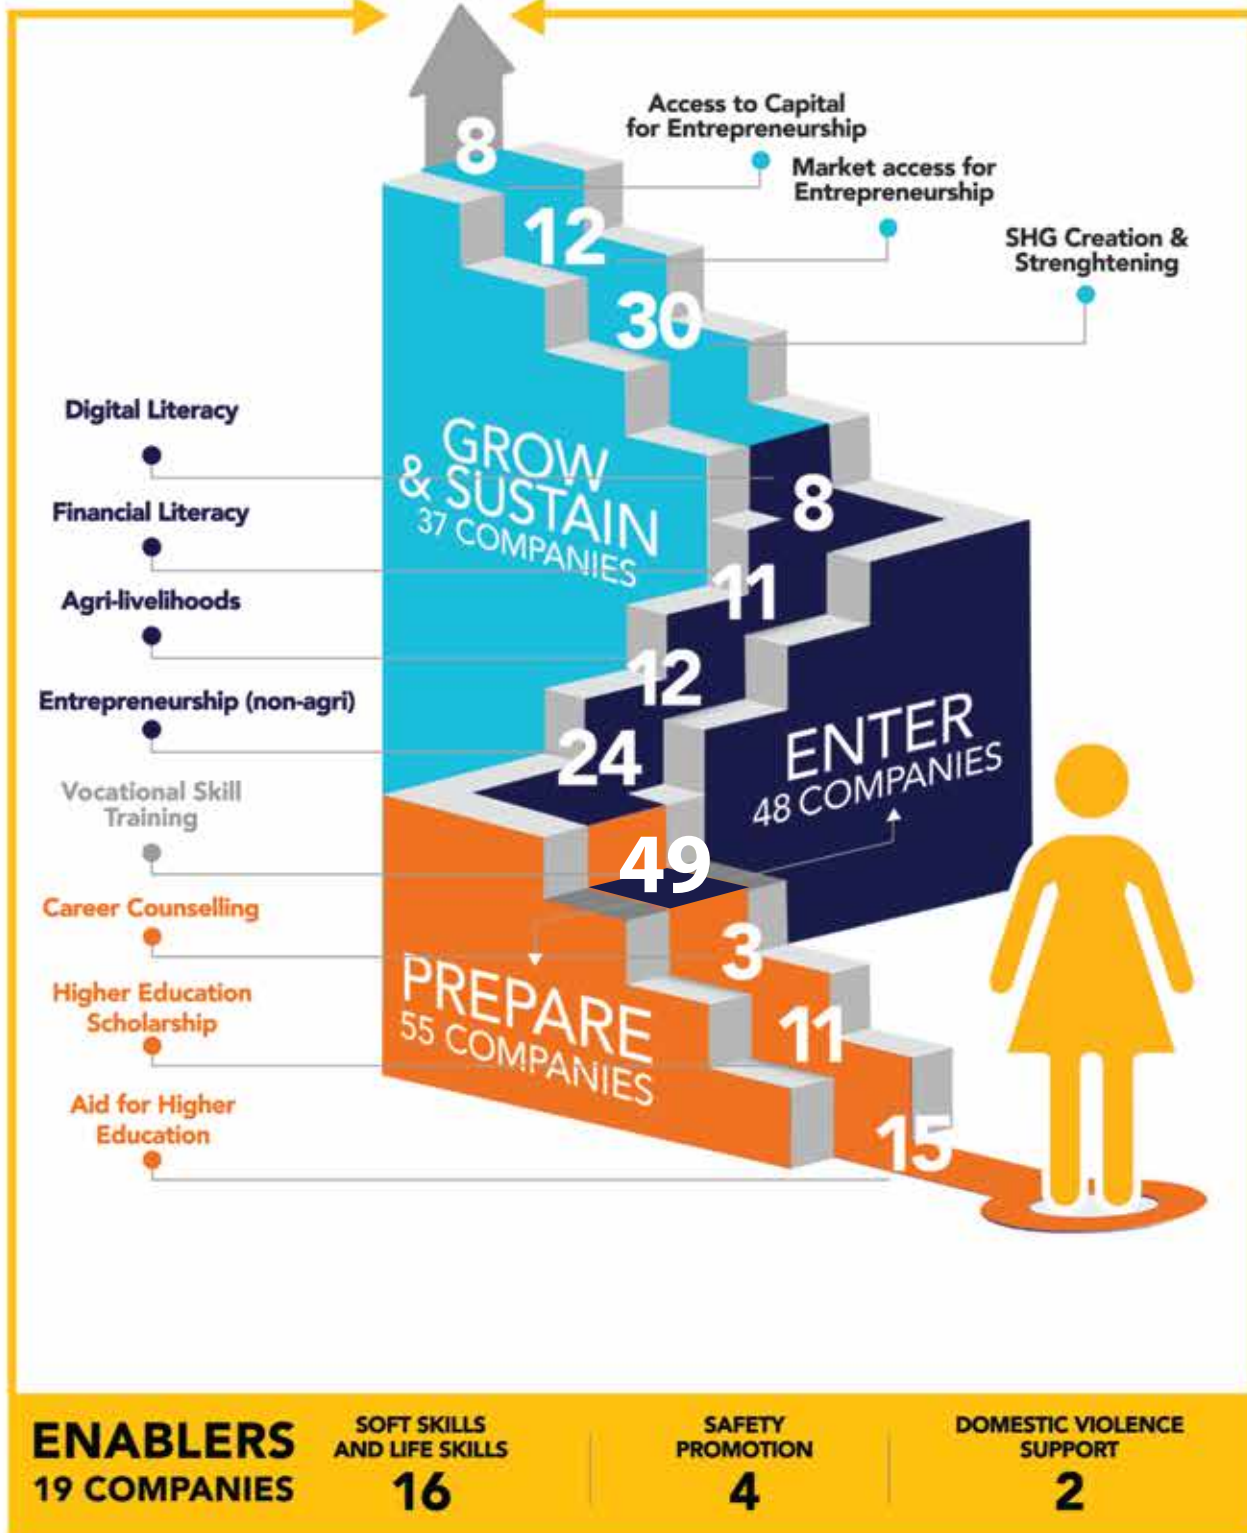 8
Access to Capital
for Entrepreneurship
12
Market access for
Entrepreneurship
30
SHG Creation &
Strenghtening
GROW
& SUSTAIN
37 COMPANIES
Digital Literacy
8
Financial Literacy
11
Agri-livelihoods
12
Entrepreneurship (non-agri)
24
ENTER
48 COMPANIES
Vocational Skill
Training
49
Career Counselling
3
PREPARE
55 COMPANIES
Higher Education
Scholarship
11
Aid for Higher
Education
15
ENABLERS
19 COMPANIES
SOFT SKILLS
AND LIFE SKILLS
16
SAFETY
PROMOTION
4
DOMESTIC VIOLENCE
SUPPORT
2